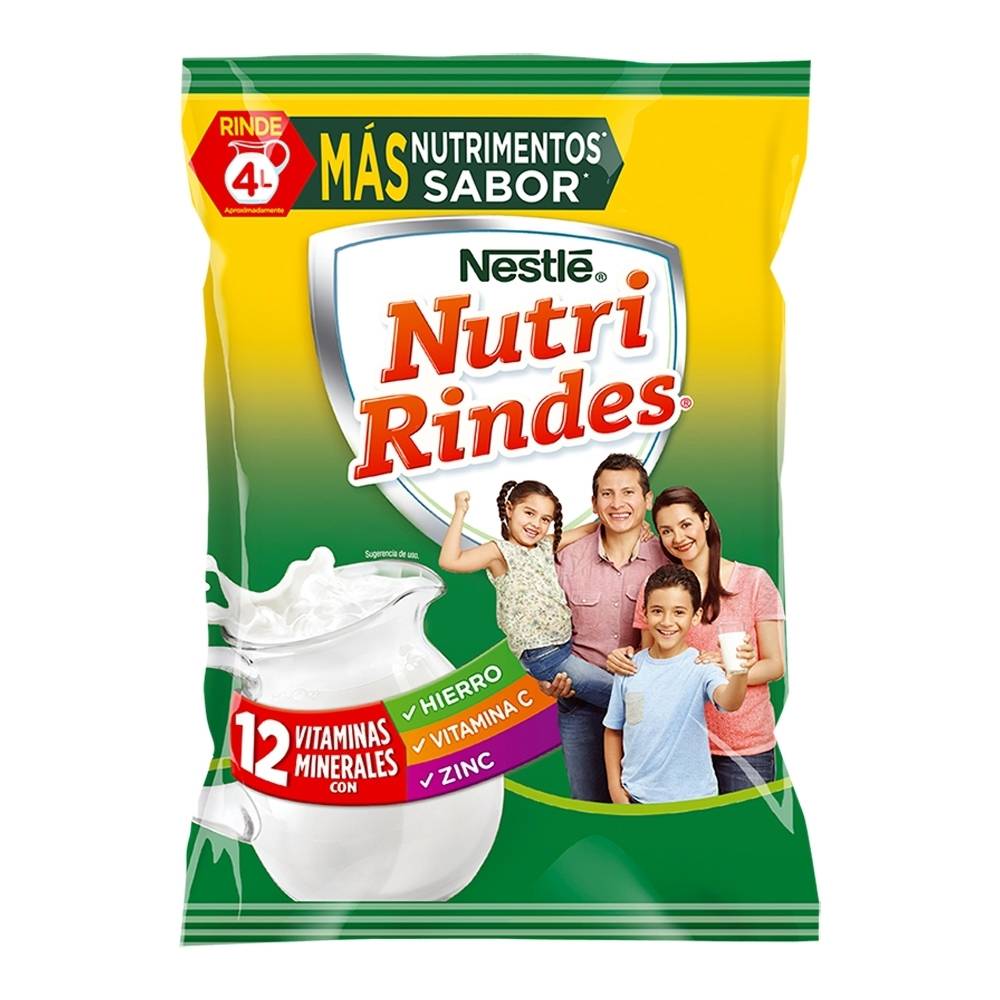 RINDE
4L
Aproximadamente
MÁS NUTRIMENTOS*
SABOR*
Nestlé®
Nutri
Rindes®
Sugerencia de uso.
12 VITAMINAS
MINERALES
CON
✓ HIERRO
✓ VITAMINA C
✓ ZINC